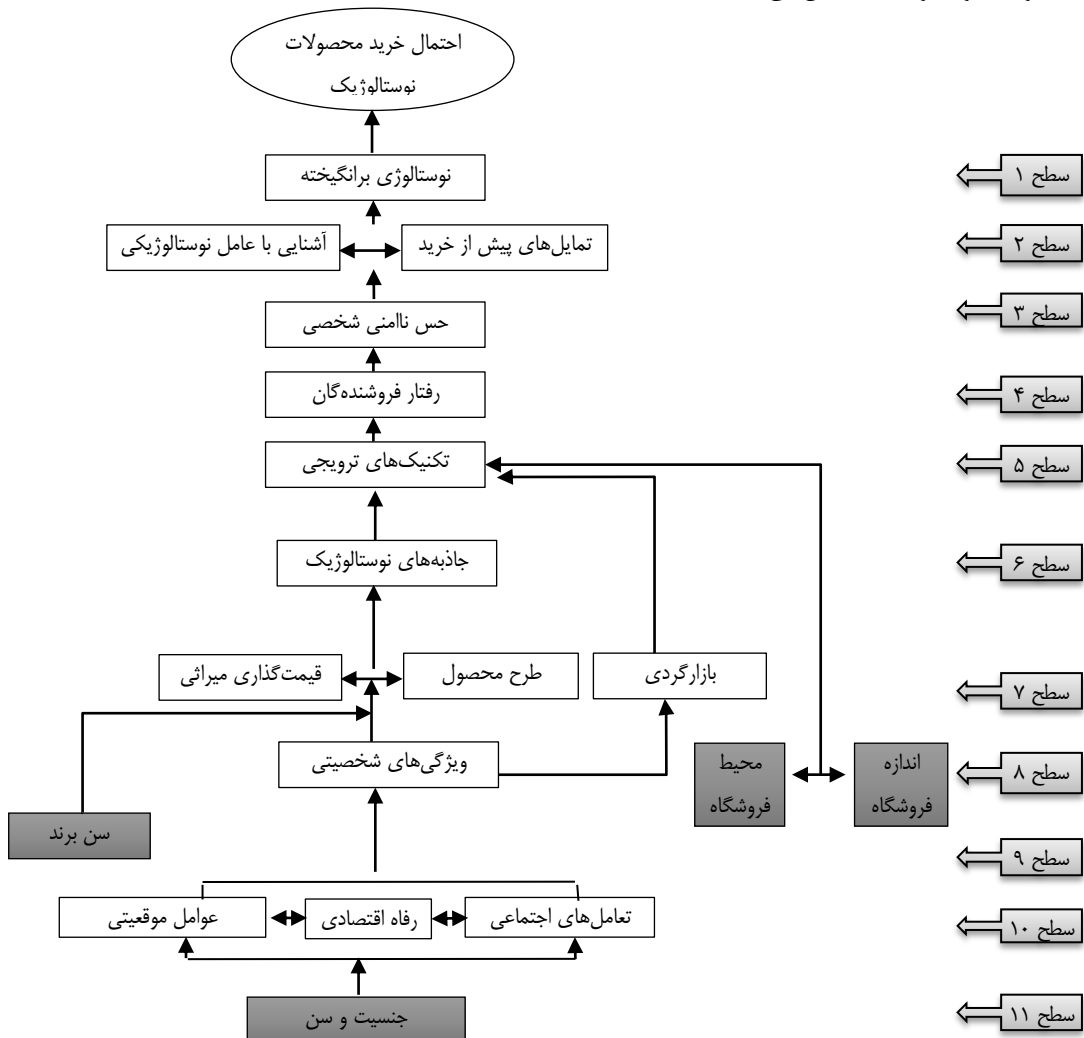 احتمال خرید محصولات
نوستالوژیک
نوستالوژی برانگیخته
سطح ۱
تمایل‌های پیش از خرید
آشنایی با عامل نوستالوژیکی
سطح ۲
حس ناامنی شخصی
سطح ۳
رفتار فروشنده‌گان
سطح ۴
تکنیک‌های ترویجی
سطح ۵
جاذبه‌های نوستالوژیک
سطح ۶
بازارگردی
طرح محصول
قیمت‌گذاری میراثی
سطح ۷
اندازه
فروشگاه
محیط
فروشگاه
ویژگی‌های شخصیتی
سطح ۸
سن برند
سطح ۹
تعامل‌های اجتماعی
رفاه اقتصادی
عوامل موقعیتی
سطح ۱۰
جنسیت و سن
سطح ۱۱